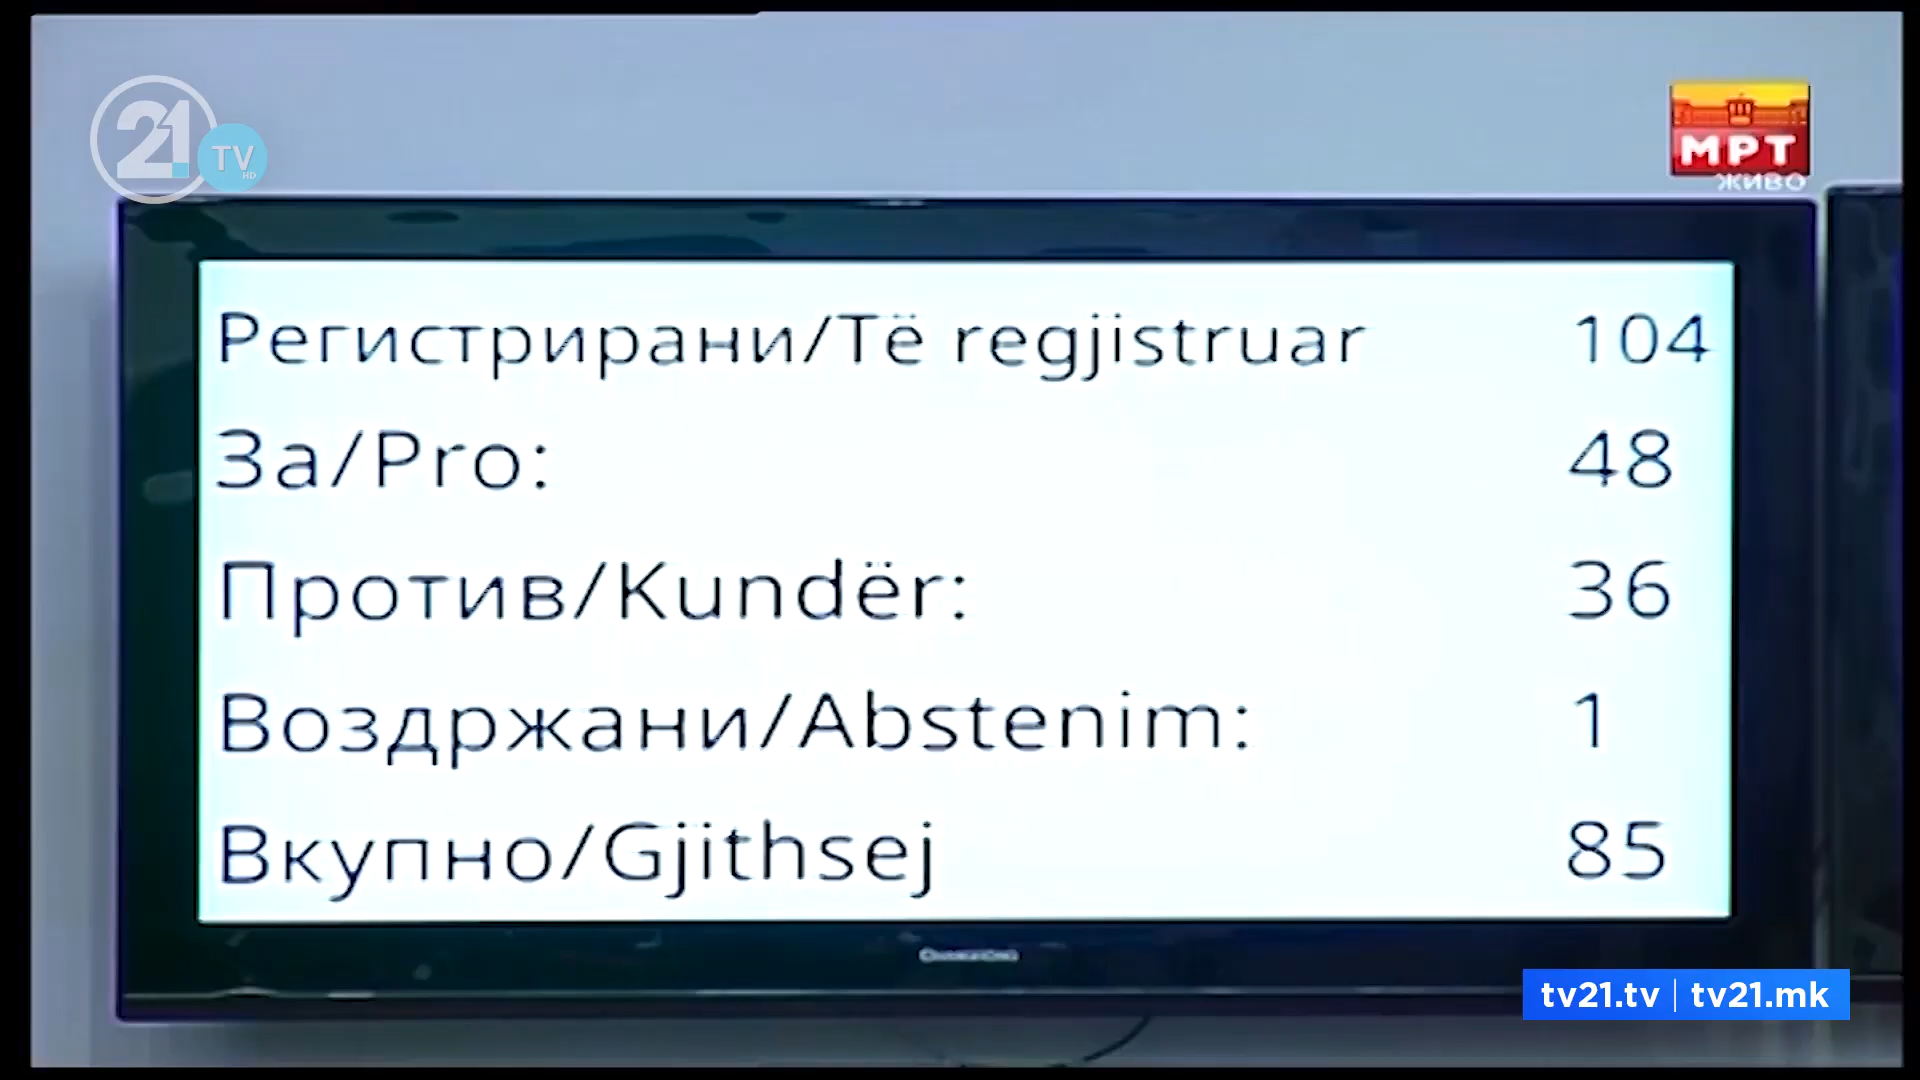 21 TV HD
МРТ
ЖИВО
Регистрирани/Të regjistruar 104
За/Pro: 48
Против/Kundër: 36
Воздржани/Abstenim: 1
Вкупно/Gjithsej 85
tv21.tv | tv21.mk